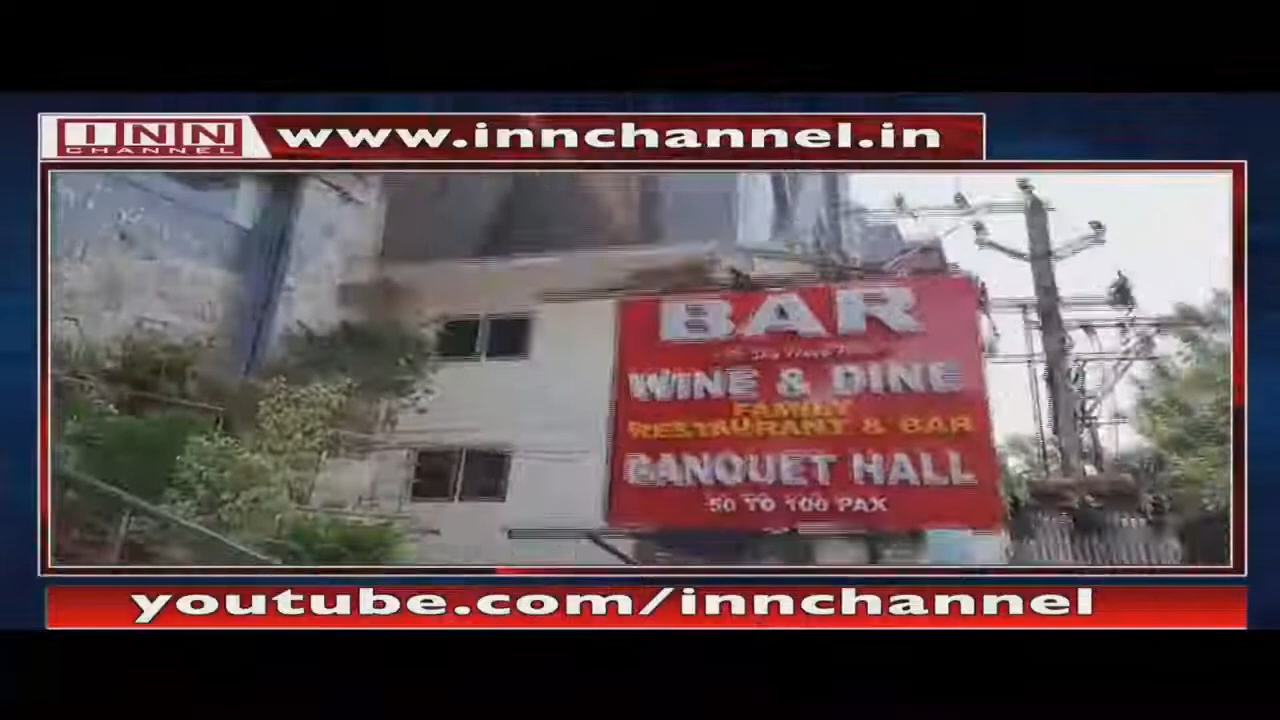 INN
CHANNEL
www.innchannel.in
BAR
WINE & DINE
FAMILY
RESTAURANT & BAR
BANQUET HALL
50 TO 100 PAX
youtube.com/innchannel